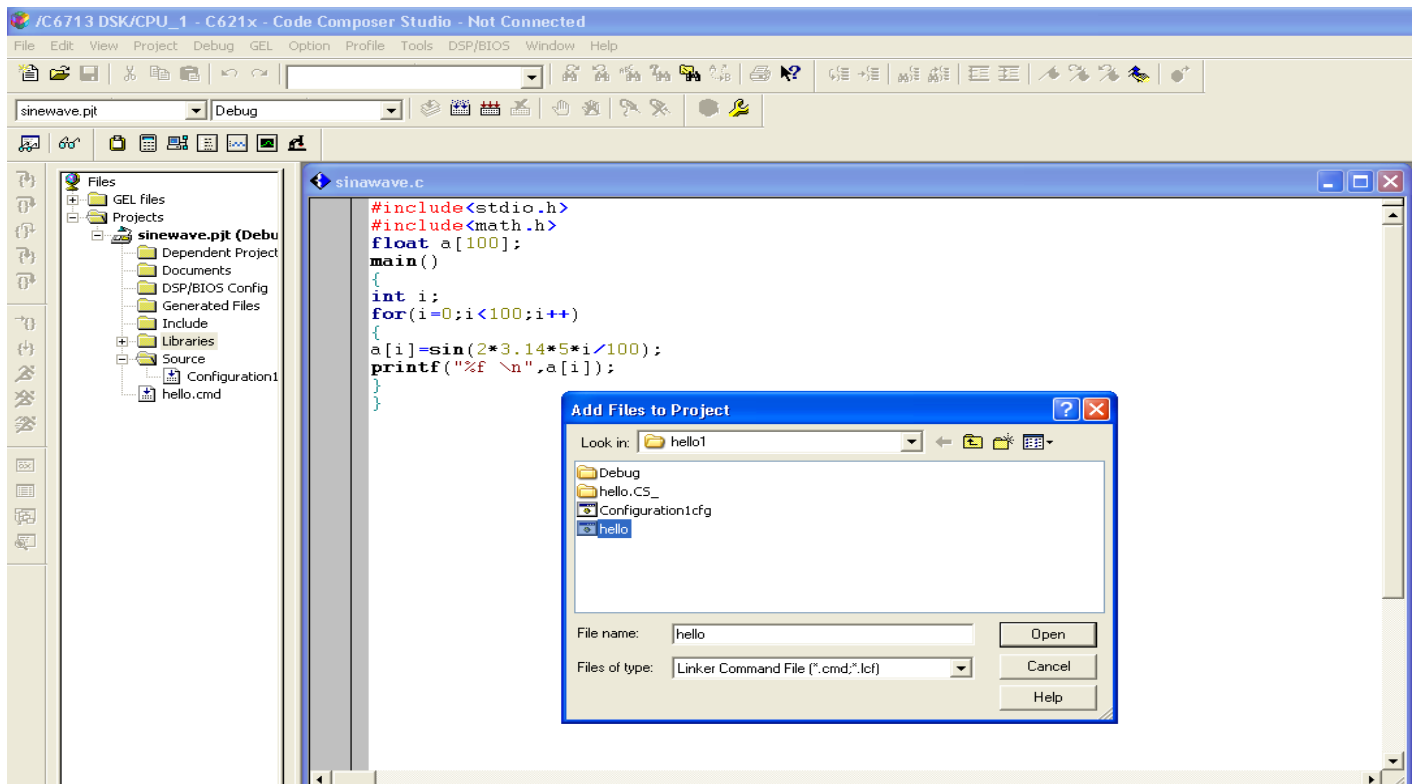 /C6713 DSK/CPU_1 - C621x - Code Composer Studio - Not Connected
File Edit View Project Debug GEL Option Profile Tools DSP/BIOS Window Help
sinewave.pjt Debug
Files
GEL files
Projects
sinewave.pjt (Debu
Dependent Project
Documents
DSP/BIOS Config
Generated Files
Include
Libraries
Source
Configuration1
hello.cmd
sinawave.c
#include<stdio.h>
#include<math.h>
float a[100];
main()
{
int i;
for(i=0;i<100;i++)
{
a[i]=sin(2*3.14*5*i/100);
printf("%f \n",a[i]);
}
}
Add Files to Project
Look in: hello1
Debug
hello.CS_
Configuration1cfg
hello
File name: hello Open
Files of type: Linker Command File (*.cmd;*.lcf) Cancel
Help